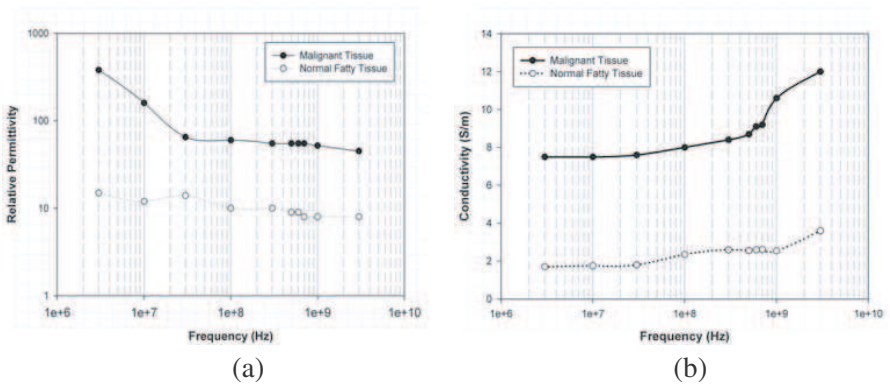 1000
100
10
1
Relative Permittivity
Malignant Tissue
Normal Fatty Tissue
1e+6 1e+7 1e+8 1e+9 1e+10
Frequency (Hz)
(a)
14
12
10
8
6
4
2
0
Conductivity (S/m)
Malignant Tissue
Normal Fatty Tissue
1e+6 1e+7 1e+8 1e+9 1e+10
Frequency (Hz)
(b)